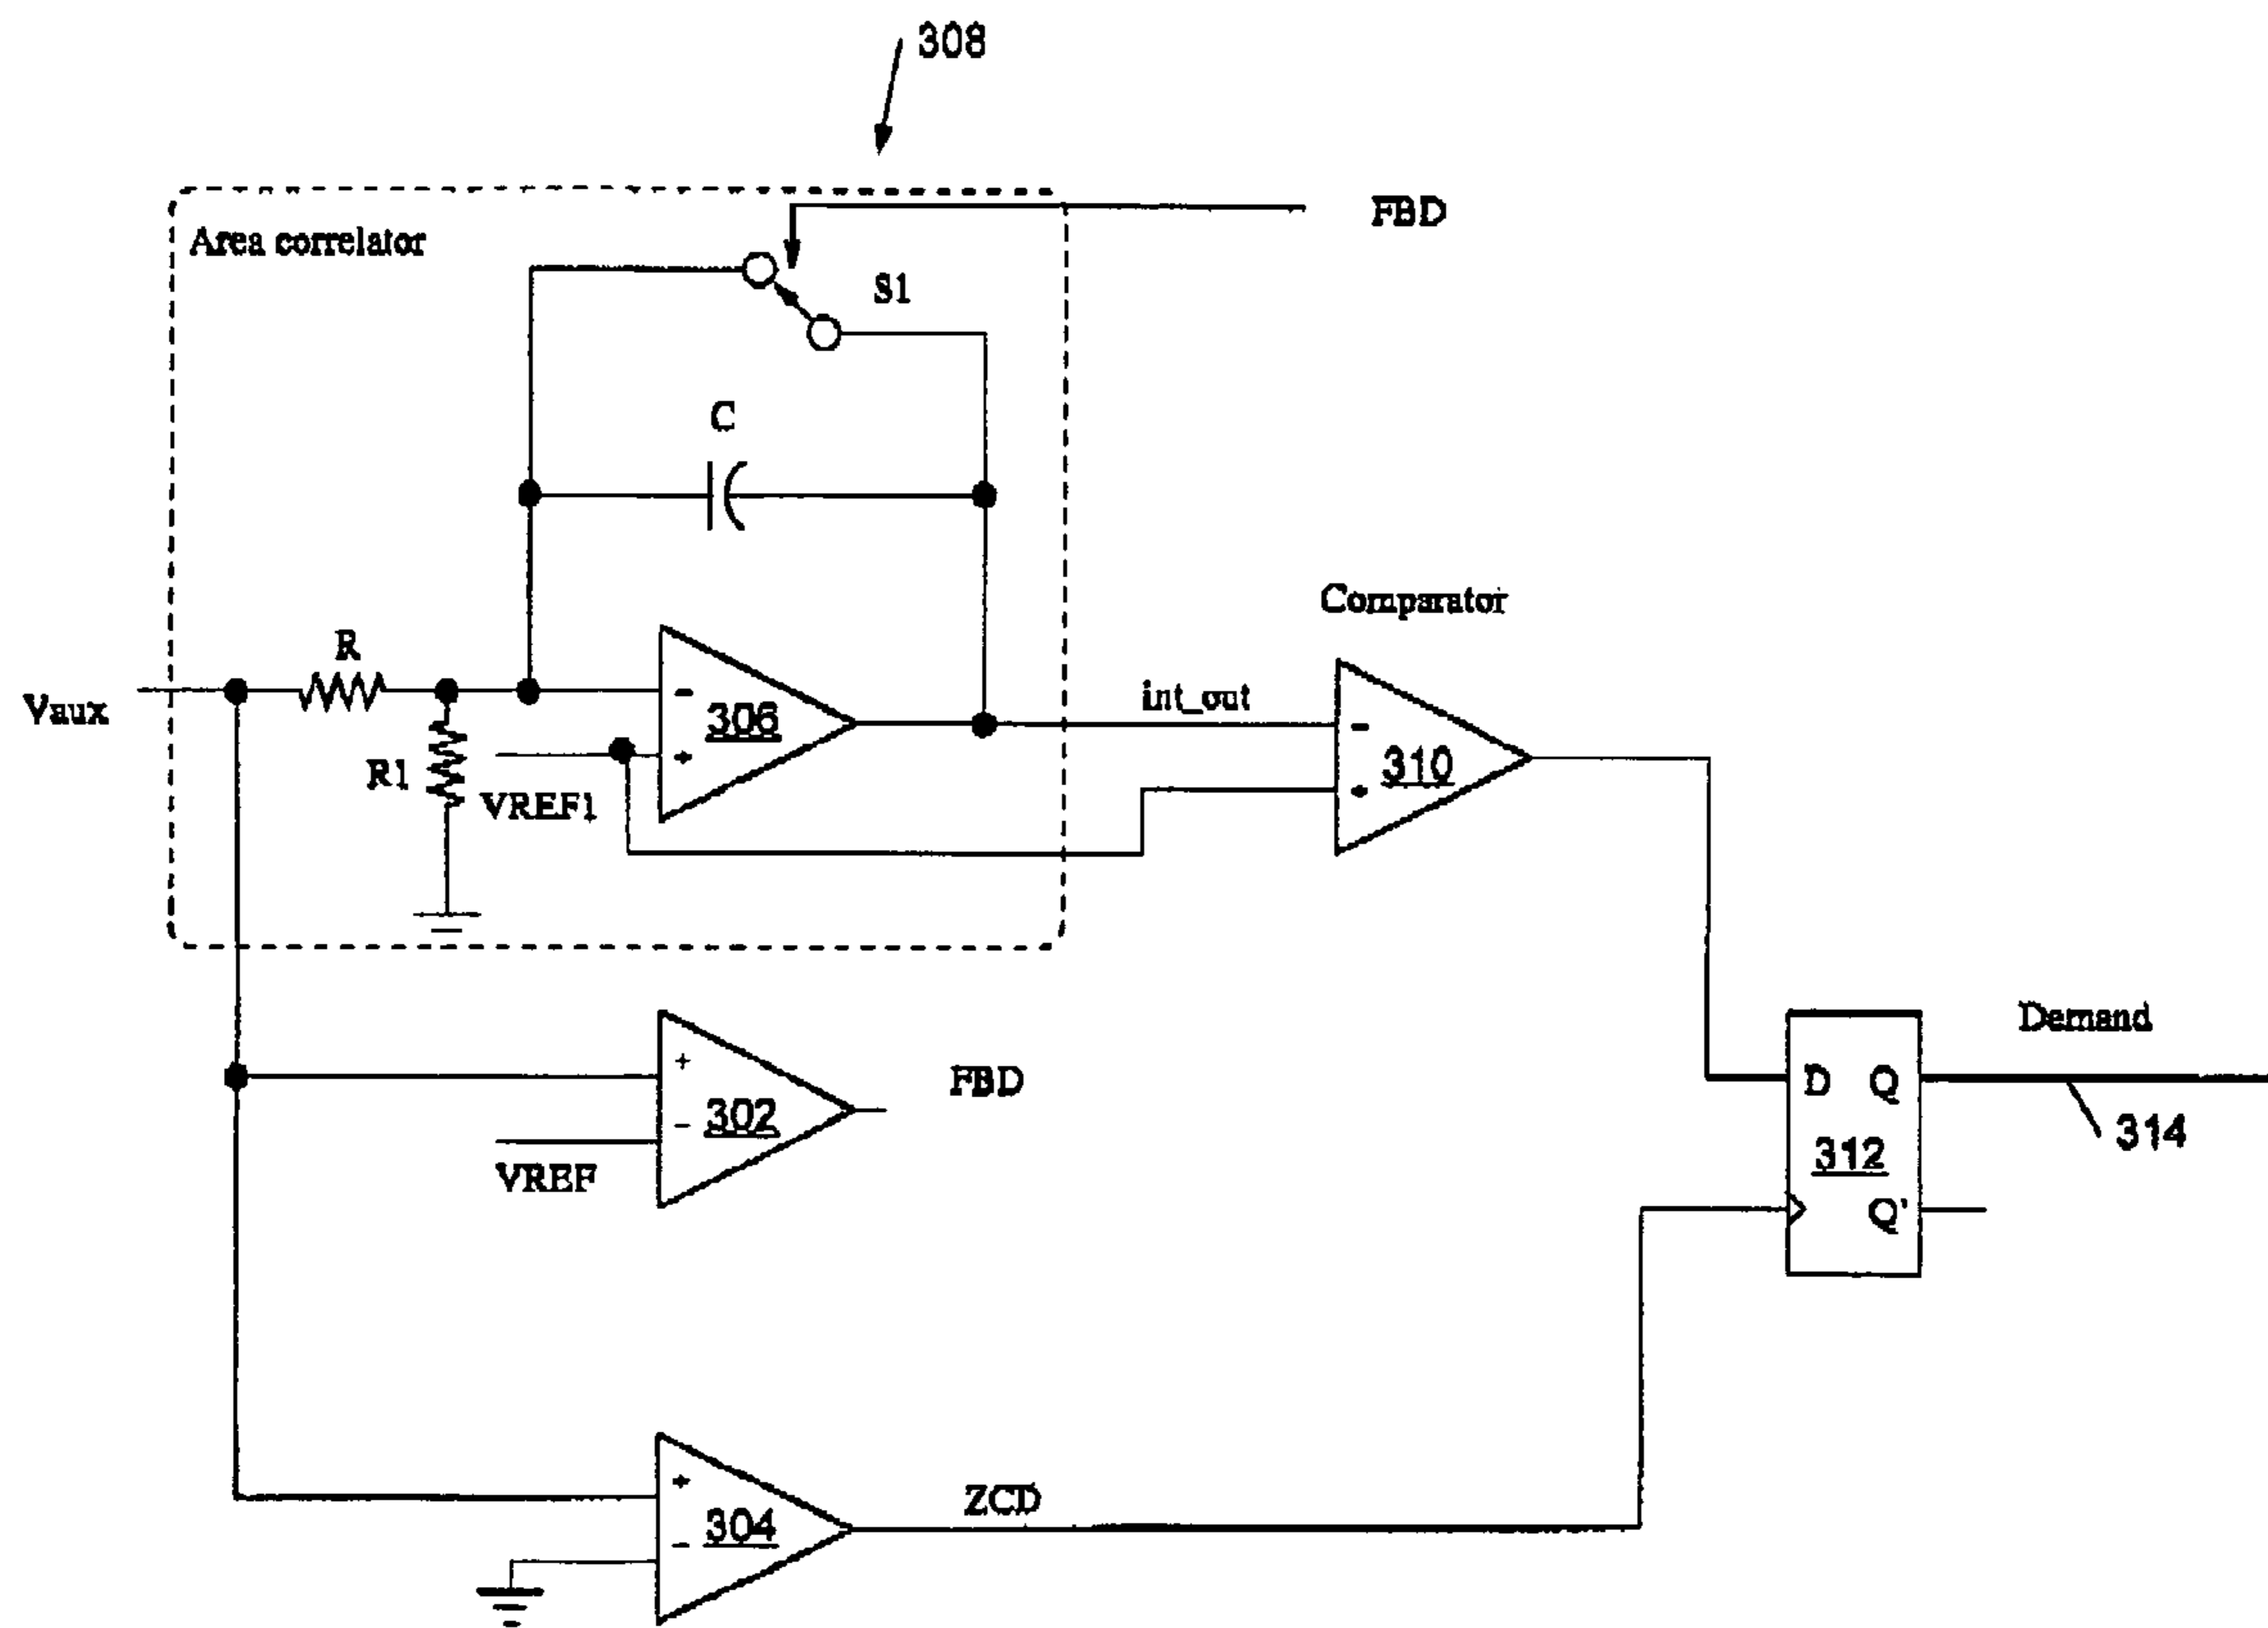 308
FBD
Area correlator
S1
C
Comparator
R
int_out
Vaux
-
306
-
R1
+
310
VREF1
+
Demand
+
FBD
D Q
302
-
314
312
VREF
Q'
+
ZCD
304
-